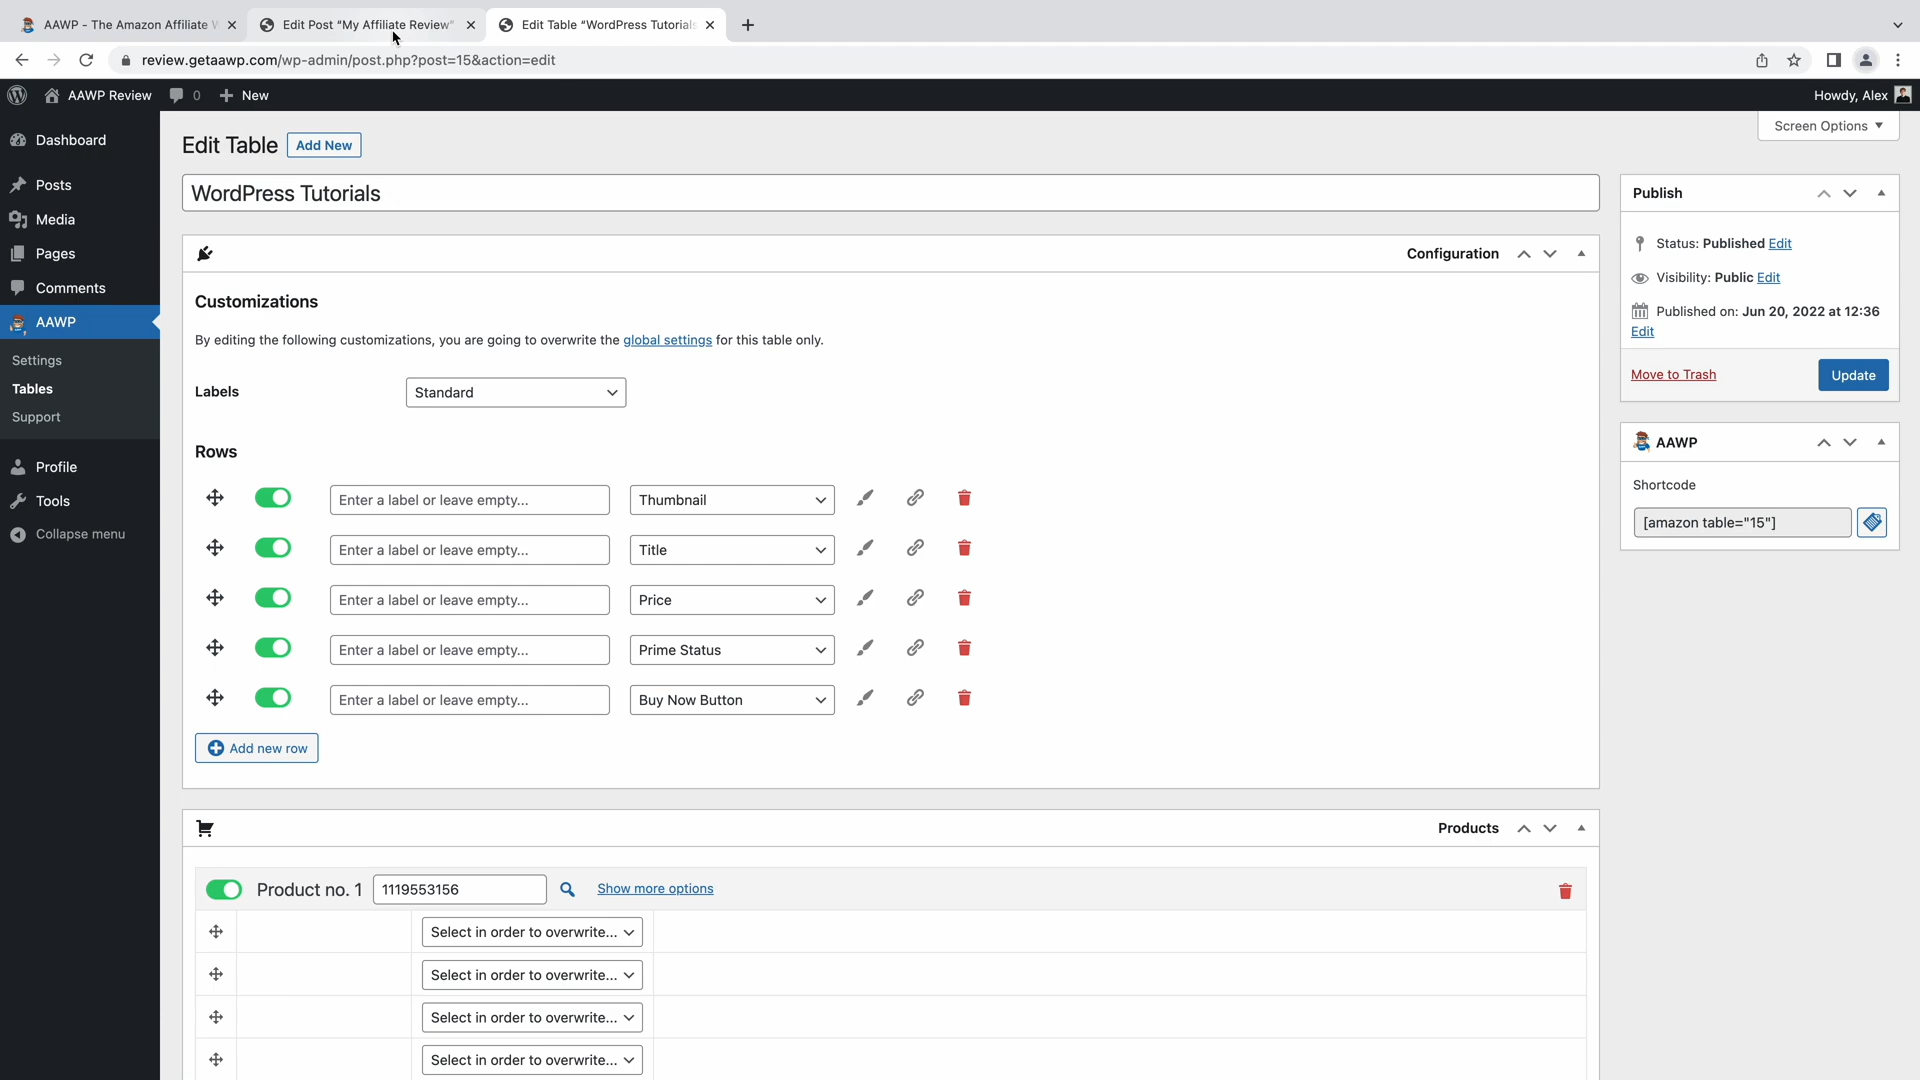 AAWP - The Amazon Affiliate W
Edit Post “My Affiliate Review”
Edit Table “WordPress Tutorials
review.getaawp.com/wp-admin/post.php?post=15&action=edit
AAWP Review
0
New
Howdy, Alex
Screen Options
Dashboard
Posts
Media
Pages
Comments
AAWP
Settings
Tables
Support
Profile
Tools
Collapse menu
Edit Table
Add New
WordPress Tutorials
Configuration
Customizations
By editing the following customizations, you are going to overwrite the global settings for this table only.
Labels
Standard
Rows
Enter a label or leave empty...
Thumbnail
Enter a label or leave empty...
Title
Enter a label or leave empty...
Price
Enter a label or leave empty...
Prime Status
Enter a label or leave empty...
Buy Now Button
Add new row
Products
Product no. 1
1119553156
Show more options
Select in order to overwrite...
Select in order to overwrite...
Select in order to overwrite...
Select in order to overwrite...
Publish
Status: Published Edit
Visibility: Public Edit
Published on: Jun 20, 2022 at 12:36
Edit
Move to Trash
Update
AAWP
Shortcode
[amazon table="15"]